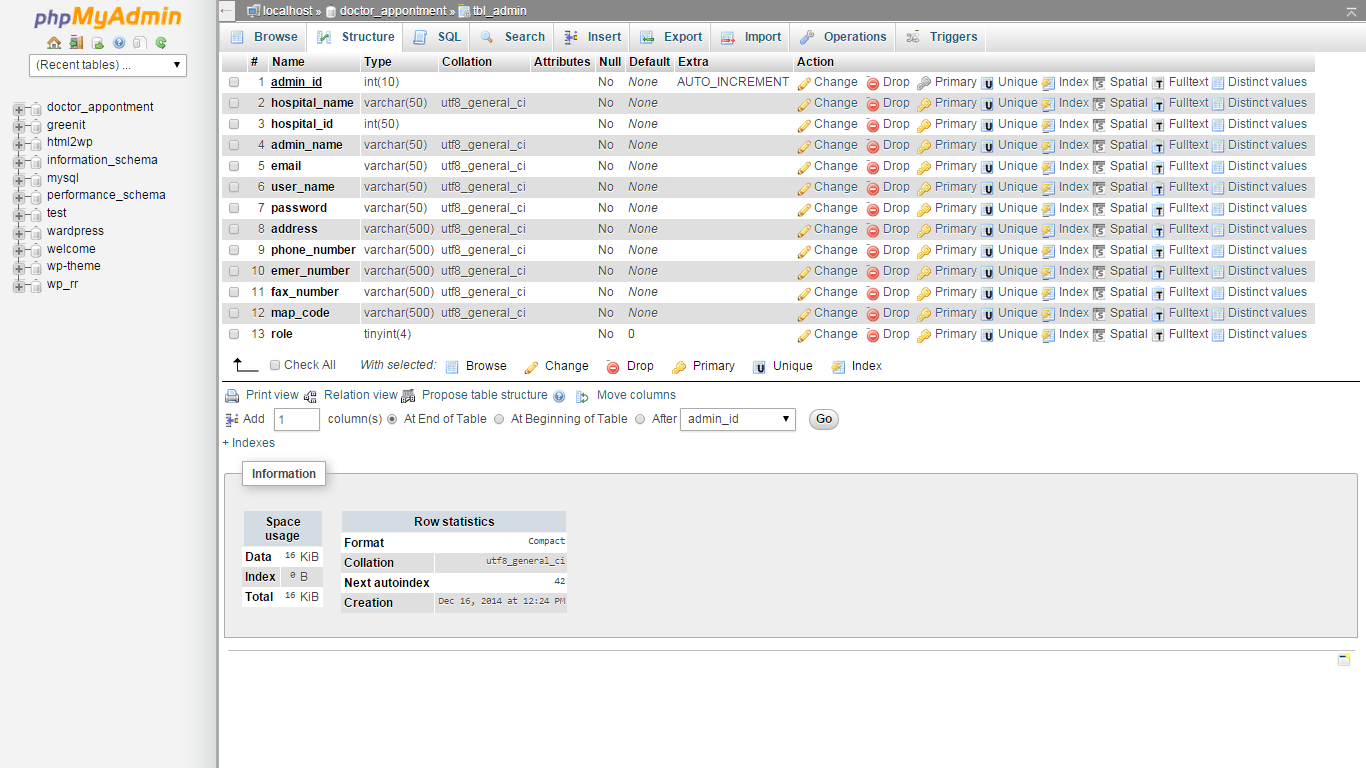 phpMyAdmin
(Recent tables) ...
doctor_appontment
greenit
html2wp
information_schema
mysql
performance_schema
test
wardpress
welcome
wp-theme
wp_rr
localhost » doctor_appontment » tbl_admin
Browse Structure SQL Search Insert Export Import Operations Triggers
# Name Type Collation Attributes Null Default Extra Action
1 admin_id int(10) No None AUTO_INCREMENT Change Drop Primary Unique Index Spatial Fulltext Distinct values
2 hospital_name varchar(50) utf8_general_ci No None Change Drop Primary Unique Index Spatial Fulltext Distinct values
3 hospital_id int(50) No None Change Drop Primary Unique Index Spatial Fulltext Distinct values
4 admin_name varchar(50) utf8_general_ci No None Change Drop Primary Unique Index Spatial Fulltext Distinct values
5 email varchar(50) utf8_general_ci No None Change Drop Primary Unique Index Spatial Fulltext Distinct values
6 user_name varchar(50) utf8_general_ci No None Change Drop Primary Unique Index Spatial Fulltext Distinct values
7 password varchar(50) utf8_general_ci No None Change Drop Primary Unique Index Spatial Fulltext Distinct values
8 address varchar(500) utf8_general_ci No None Change Drop Primary Unique Index Spatial Fulltext Distinct values
9 phone_number varchar(500) utf8_general_ci No None Change Drop Primary Unique Index Spatial Fulltext Distinct values
10 emer_number varchar(500) utf8_general_ci No None Change Drop Primary Unique Index Spatial Fulltext Distinct values
11 fax_number varchar(500) utf8_general_ci No None Change Drop Primary Unique Index Spatial Fulltext Distinct values
12 map_code varchar(500) utf8_general_ci No None Change Drop Primary Unique Index Spatial Fulltext Distinct values
13 role tinyint(4) No 0 Change Drop Primary Unique Index Spatial Fulltext Distinct values
Check All With selected: Browse Change Drop Primary Unique Index
Print view Relation view Propose table structure Move columns
Add 1 column(s) At End of Table At Beginning of Table After admin_id Go
+ Indexes
Information
Space usage
Data 16 KiB
Index 0 B
Total 16 KiB
Row statistics
Format Compact
Collation utf8_general_ci
Next autoindex 42
Creation Dec 16, 2014 at 12:24 PM